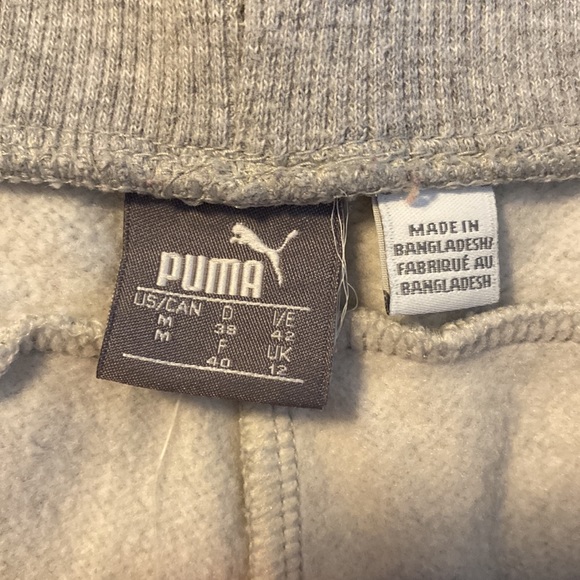 PUMA
US/CAN D I/E
M 38 42
M F UK
40 12
MADE IN
BANGLADESH/
FABRIQUÉ AU
BANGLADESH